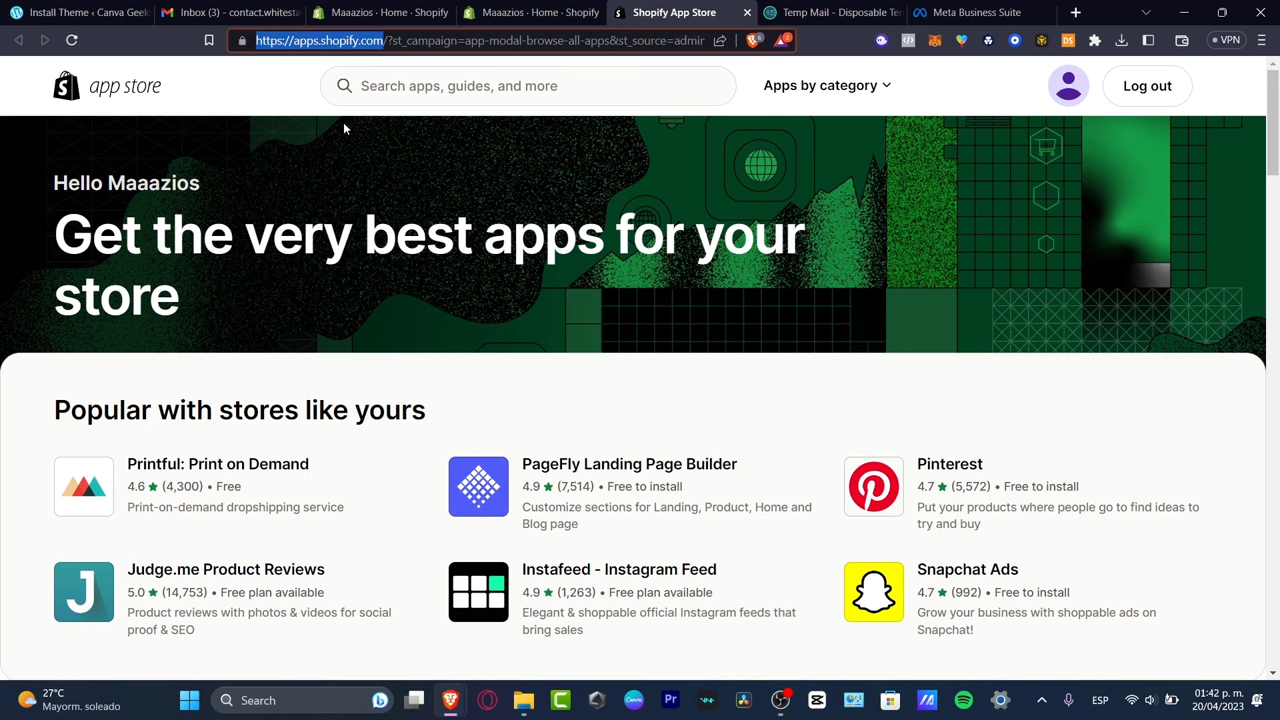 Install Theme ‹ Canva Geek
Inbox (3) - contact.whitesta
Maaazios · Home · Shopify
Maaazios · Home · Shopify
Shopify App Store
Temp Mail - Disposable Te
Meta Business Suite
https://apps.shopify.com/?st_campaign=app-modal-browse-all-apps&st_source=admin
6
2
VPN
app store
Search apps, guides, and more
Apps by category
Log out
Hello Maaazios
Get the very best apps for your
store
Popular with stores like yours
Printful: Print on Demand
4.6 ★ (4,300) • Free
Print-on-demand dropshipping service
PageFly Landing Page Builder
4.9 ★ (7,514) • Free to install
Customize sections for Landing, Product, Home and
Blog page
Pinterest
4.7 ★ (5,572) • Free to install
Put your products where people go to find ideas to
try and buy
Judge.me Product Reviews
5.0 ★ (14,753) • Free plan available
Product reviews with photos & videos for social
proof & SEO
Instafeed - Instagram Feed
4.9 ★ (1,263) • Free plan available
Elegant & shoppable official Instagram feeds that
bring sales
Snapchat Ads
4.7 ★ (992) • Free to install
Grow your business with shoppable ads on
Snapchat!
27°C
Mayorm. soleado
Search
ESP
01:42 p. m.
20/04/2023